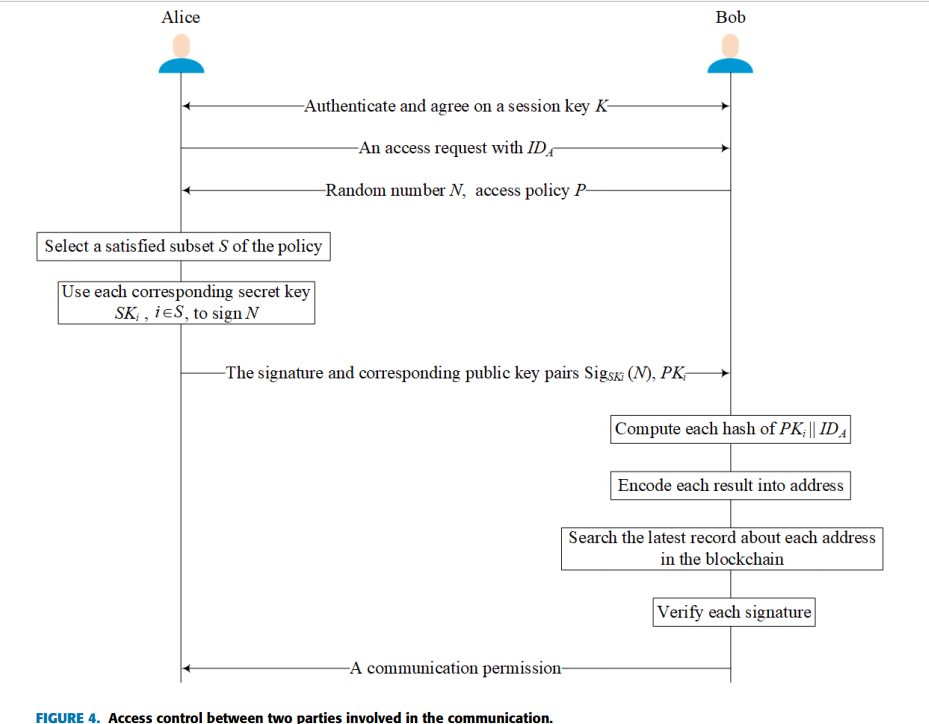 Alice
Bob
Authenticate and agree on a session key K
An access request with ID_A
Random number N, access policy P
Select a satisfied subset S of the policy
Use each corresponding secret key
SK_i , i∈S, to sign N
The signature and corresponding public key pairs Sig_SKi (N), PK_i
Compute each hash of PK_i || ID_A
Encode each result into address
Search the latest record about each address
in the blockchain
Verify each signature
A communication permission
FIGURE 4. Access control between two parties involved in the communication.